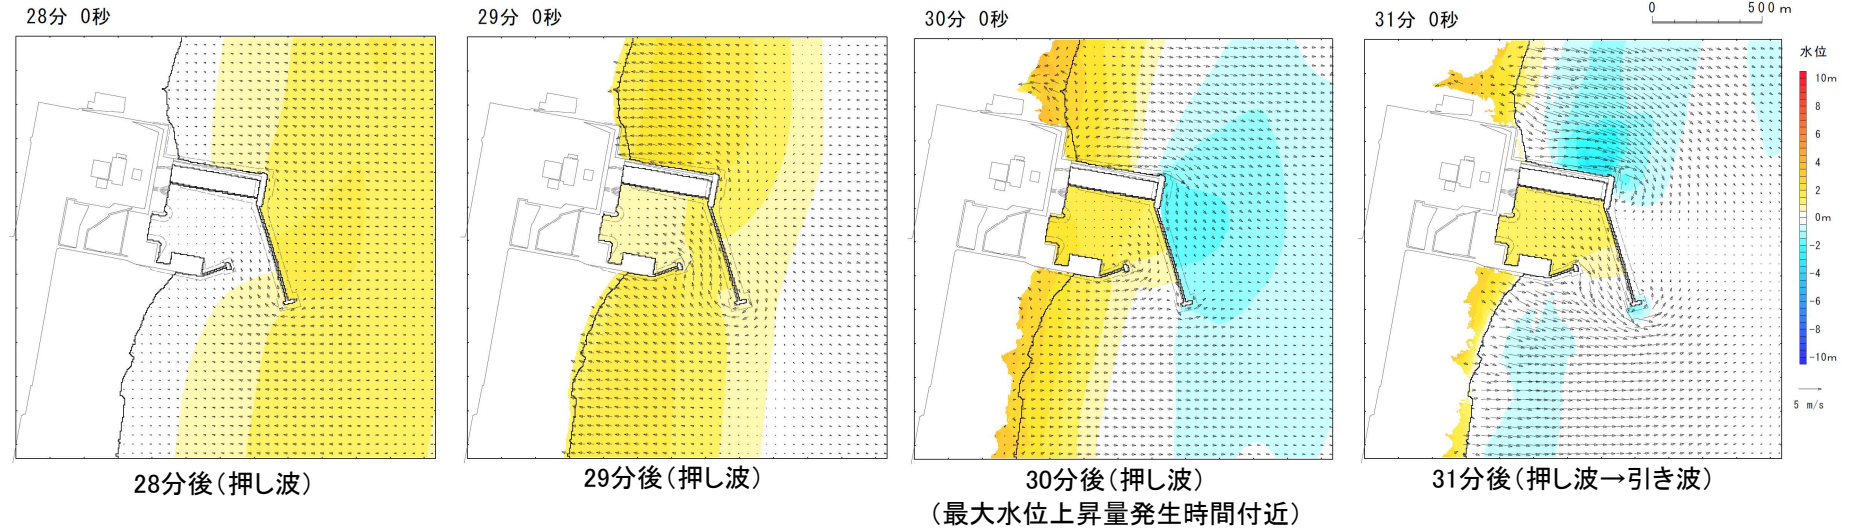 28分 0秒
29分 0秒
30分 0秒
31分 0秒
0 500m
水位
10m
8
6
4
2
0m
-2
-4
-6
-8
-10m
5 m/s
28分後(押し波)
29分後(押し波)
30分後(押し波)
(最大水位上昇量発生時間付近)
31分後(押し波→引き波)